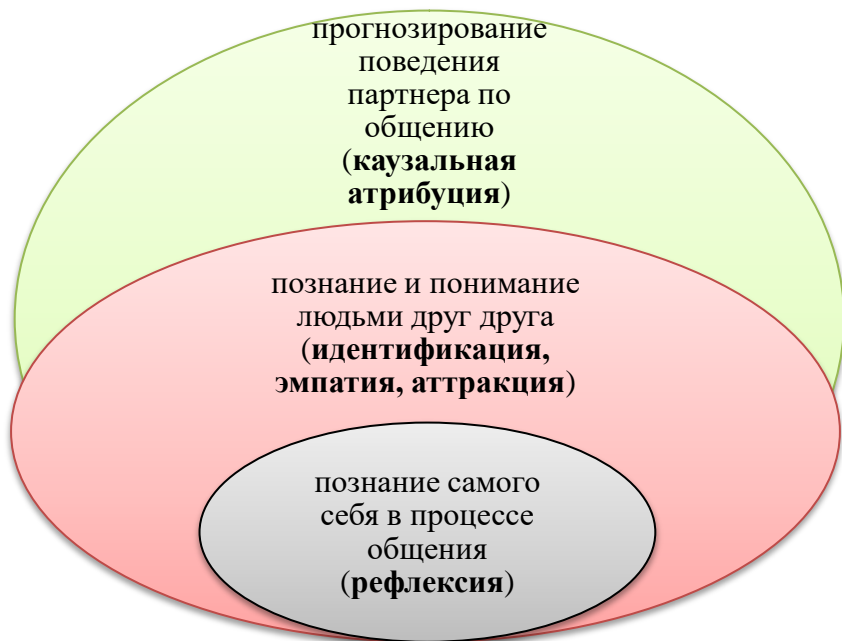 прогнозирование
поведения
партнера по
общению
(каузальная
атрибуция)
познание и понимание
людьми друг друга
(идентификация,
эмпатия, аттракция)
познание самого
себя в процессе
общения
(рефлексия)